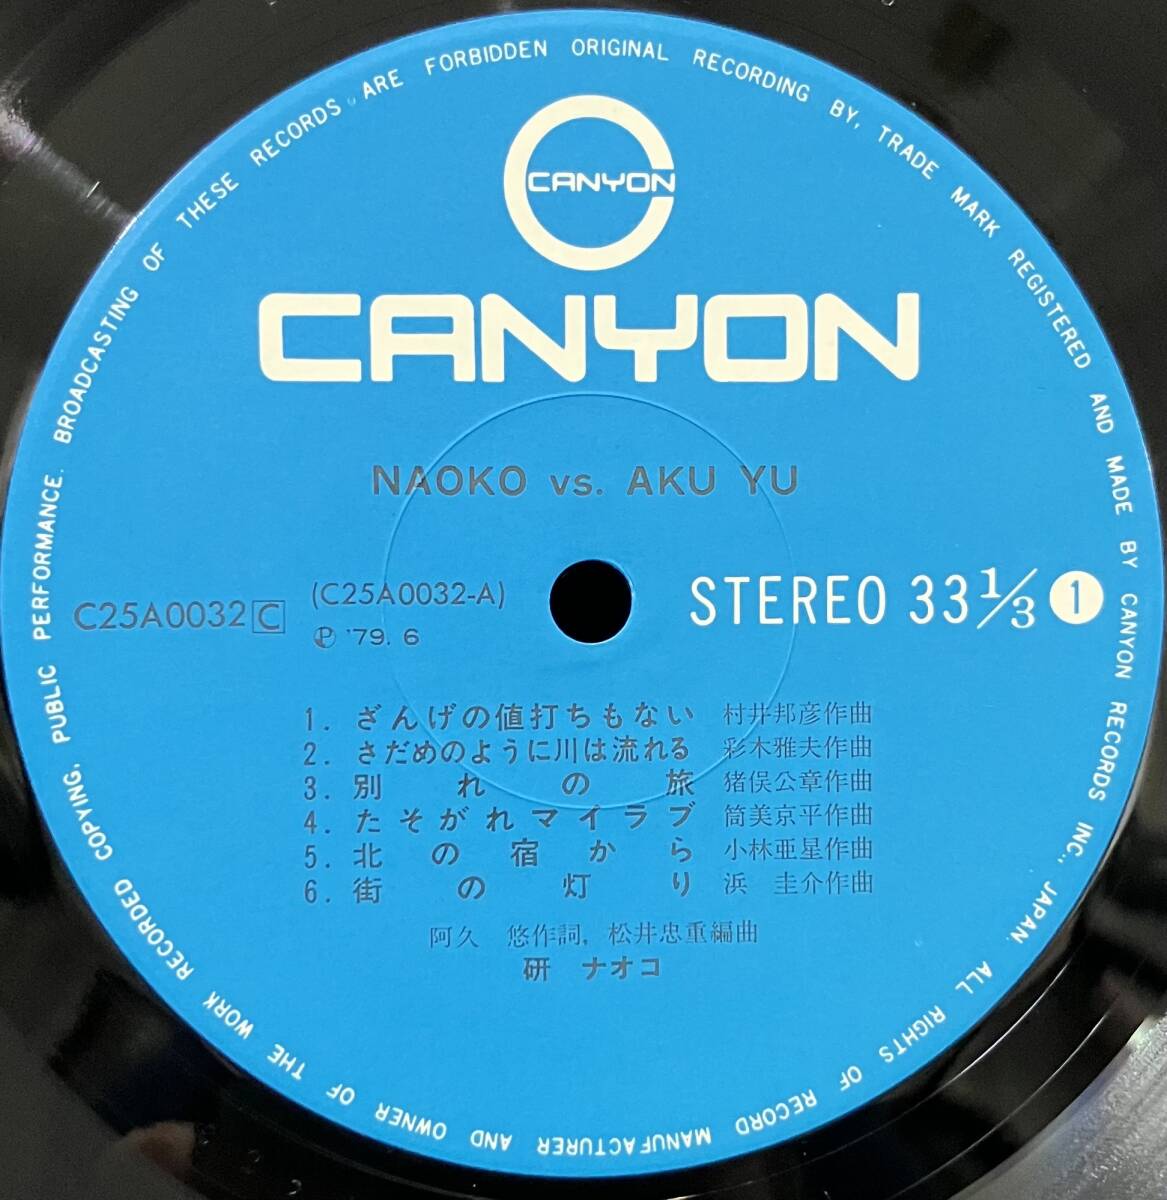 ORIGINAL RECORDING BY, TRADE MARK REGISTERED AND MADE BY CANYON RECORDS INC., JAPAN. ALL RIGHTS OF RECORD MANUFACTURER AND OWNER OF THE WORK RECORDED COPYING, PUBLIC PERFORMANCE. BROADCASTING OF THESE RECORDS ARE FORBIDDEN
CANYON
CANYON
NAOKO vs. AKU YU
C25A0032 C
(C25A0032-A)
℗ '79. 6
STEREO 33 1/3 1
1. ざんげの値打ちもない 村井邦彦作曲
2. さだめのように川は流れる 彩木雅夫作曲
3. 別れの旅 猪俣公章作曲
4. たそがれマイラブ 筒美京平作曲
5. 北の宿から 小林亜星作曲
6. 街の灯り 浜 圭介作曲
阿久 悠作詞, 松井忠重編曲
研 ナオコ